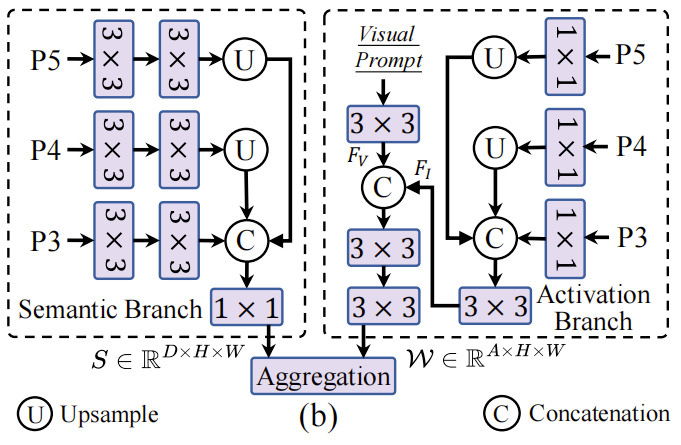 P5
3 × 3
3 × 3
U
P4
3 × 3
3 × 3
U
P3
3 × 3
3 × 3
C
Semantic Branch
1 × 1
S ∈ ℝ^{D×H×W}
Visual
Prompt
3 × 3
F_V
C
F_I
3 × 3
3 × 3
U
1 × 1
P5
U
1 × 1
P4
C
1 × 1
P3
3 × 3
Activation
Branch
𝒲 ∈ ℝ^{A×H×W}
Aggregation
U Upsample
(b)
C Concatenation